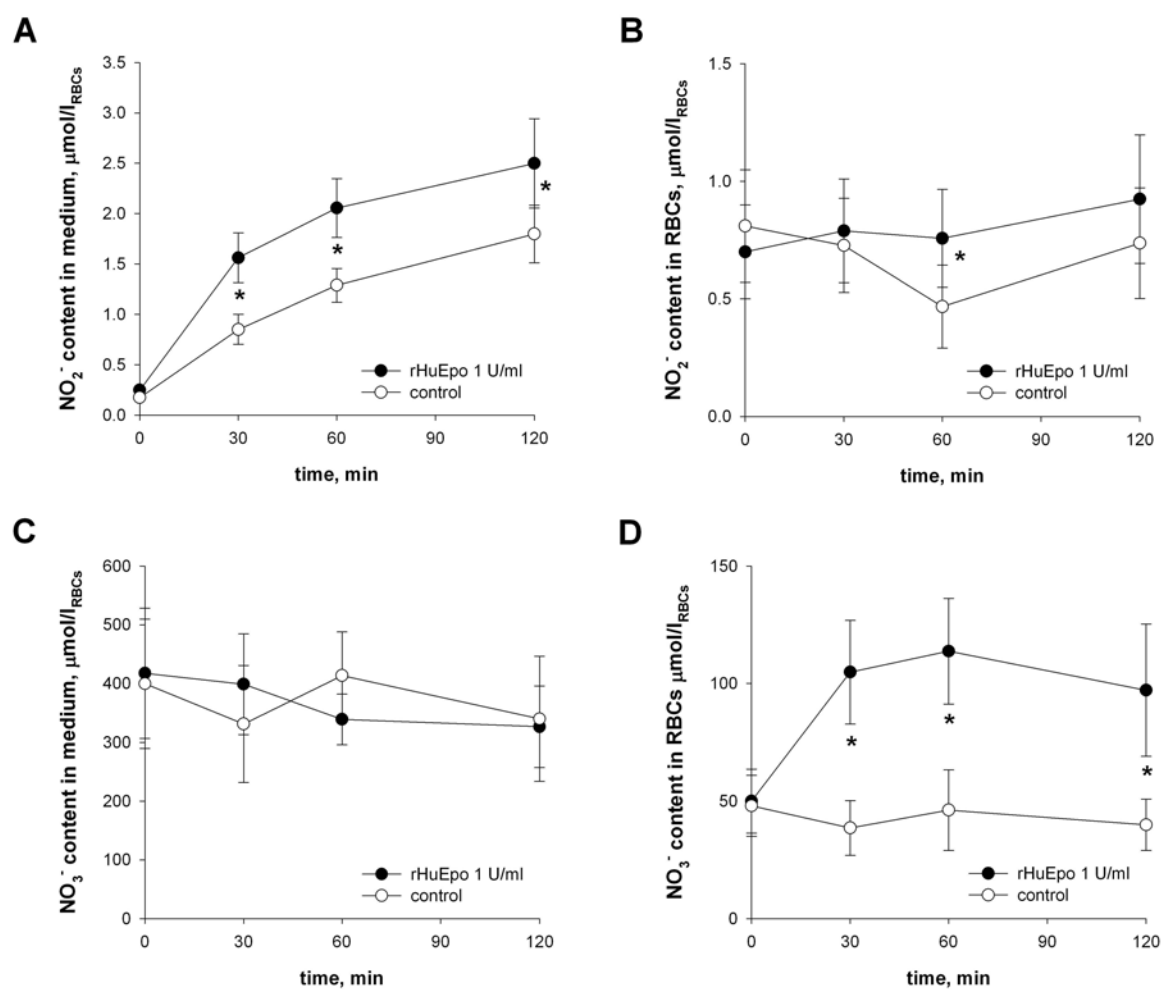 A
NO₂⁻ content in medium, μmol/l_RBCs
3.5
3.0
2.5
2.0
1.5
1.0
0.5
0.0
*
*
*
rHuEpo 1 U/ml
control
0 30 60 90 120
time, min
B
NO₂⁻ content in RBCs, μmol/l_RBCs
1.5
1.0
0.5
0.0
*
rHuEpo 1 U/ml
control
0 30 60 90 120
time, min
C
NO₃⁻ content in medium, μmol/l_RBCs
600
500
400
300
200
100
0
rHuEpo 1 U/ml
control
0 30 60 90 120
time, min
D
NO₃⁻ content in RBCs μmol/l_RBCs
150
100
50
0
*
*
*
rHuEpo 1 U/ml
control
0 30 60 90 120
time, min